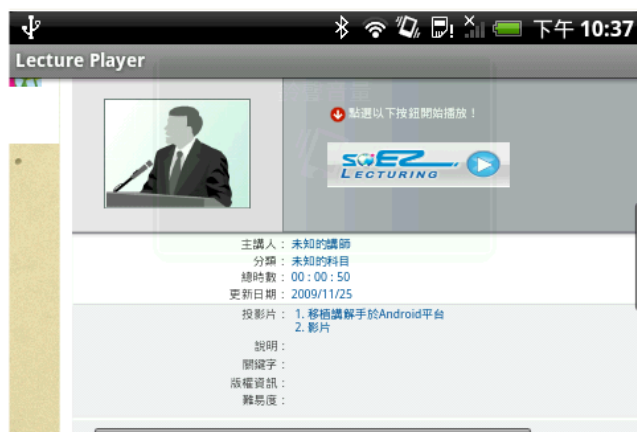 下午 10:37
Lecture Player
點選以下按鈕開始播放！
LECTURING
主講人： 未知的講師
分類： 未知的科目
總時數： 00 : 00 : 50
更新日期： 2009/11/25
投影片： 1. 移植講解手於Android平台
2. 影片
說明：
關鍵字：
版權資訊：
難易度：